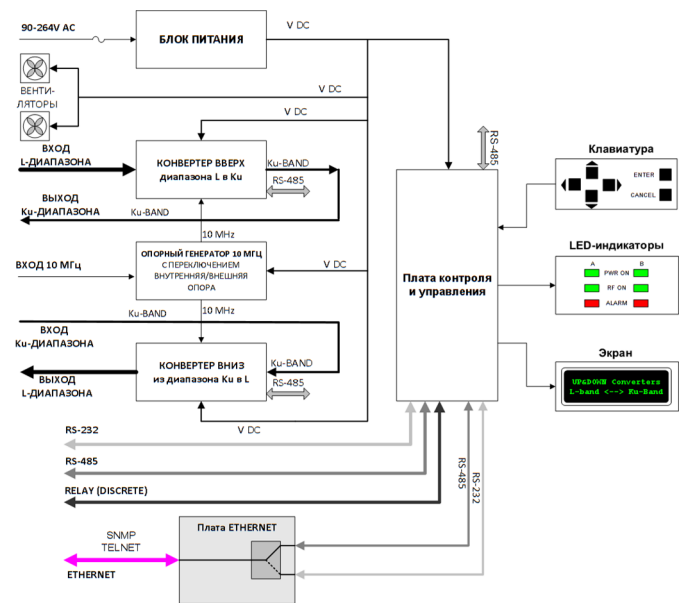 90-264V AC
БЛОК ПИТАНИЯ
V DC
ВЕНТИ-
ЛЯТОРЫ
V DC
V DC
RS-485
ВХОД
L-ДИАПАЗОНА
КОНВЕРТЕР ВВЕРХ
диапазона L в Ku
Ku-BAND
RS-485
ВЫХОД
Ku-ДИАПАЗОНА
Ku-BAND
10 MHz
Клавиатура
ENTER
CANCEL
ВХОД 10 МГц
ОПОРНЫЙ ГЕНЕРАТОР 10 МГЦ
С ПЕРЕКЛЮЧЕНИЕМ
ВНУТРЕННЯЯ/ВНЕШНЯЯ
ОПОРА
V DC
Плата контроля
и управления
LED-индикаторы
A B
PWR ON
RF ON
ALARM
10 MHz
Ku-BAND
ВХОД
Ku-ДИАПАЗОНА
КОНВЕРТЕР ВНИЗ
из диапазона Ku в L
Ku-BAND
RS-485
ВЫХОД
L-ДИАПАЗОНА
Экран
UP&DOWN Converters
L-band <--> Ku-Band
V DC
RS-232
RS-485
RELAY (DISCRETE)
RS-485
RS-232
Плата ETHERNET
SNMP
TELNET
ETHERNET